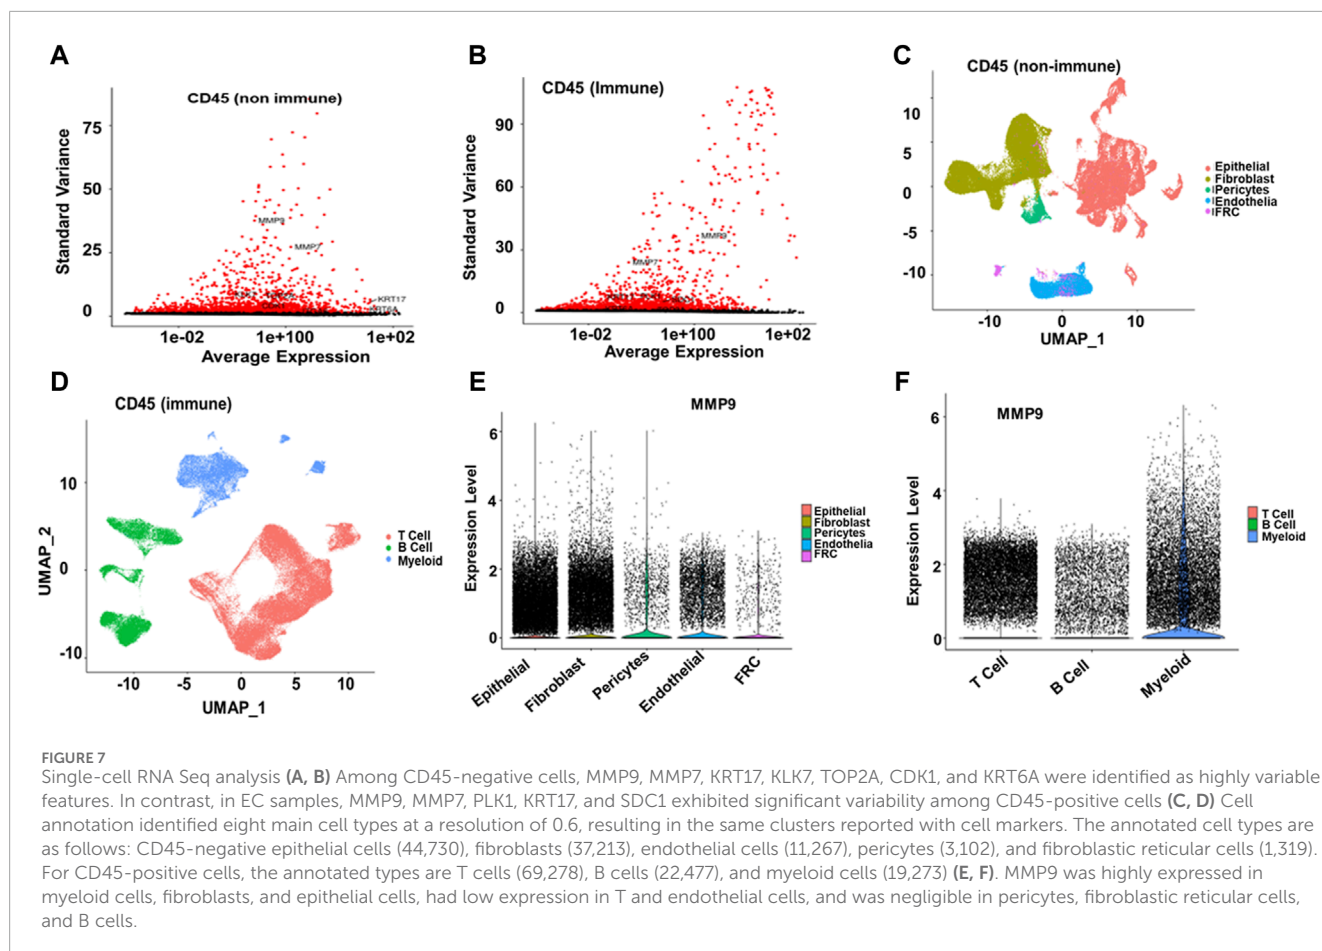 A
CD45 (non immune)
Standard Variance
75
50
25
0
MMP9
MMP7
KRT17
KRT6A
1e-02
1e+100
1e+02
Average Expression
B
CD45 (Immune)
Standard Variance
90
60
30
0
MMP9
MMP7
1e-02
1e+100
1e+02
Average Expression
C
CD45 (non-immune)
10
5
0
-5
-10
-10
0
10
UMAP_1
Epithelial
Fibroblast
Pericytes
Endothelia
FRC
D
CD45 (immune)
UMAP_2
10
0
-10
-10
-5
0
5
10
UMAP_1
T Cell
B Cell
Myeloid
E
MMP9
Expression Level
6
4
2
0
Epithelial
Fibroblast
Pericytes
Endothelial
FRC
Epithelial
Fibroblast
Pericytes
Endothelia
FRC
F
MMP9
Expression Level
6
4
2
0
T Cell
B Cell
Myeloid
T Cell
B Cell
Myeloid
FIGURE 7
Single-cell RNA Seq analysis (A, B) Among CD45-negative cells, MMP9, MMP7, KRT17, KLK7, TOP2A, CDK1, and KRT6A were identified as highly variable
features. In contrast, in EC samples, MMP9, MMP7, PLK1, KRT17, and SDC1 exhibited significant variability among CD45-positive cells (C, D) Cell
annotation identified eight main cell types at a resolution of 0.6, resulting in the same clusters reported with cell markers. The annotated cell types are
as follows: CD45-negative epithelial cells (44,730), fibroblasts (37,213), endothelial cells (11,267), pericytes (3,102), and fibroblastic reticular cells (1,319).
For CD45-positive cells, the annotated types are T cells (69,278), B cells (22,477), and myeloid cells (19,273) (E, F). MMP9 was highly expressed in
myeloid cells, fibroblasts, and epithelial cells, had low expression in T and endothelial cells, and was negligible in pericytes, fibroblastic reticular cells,
and B cells.